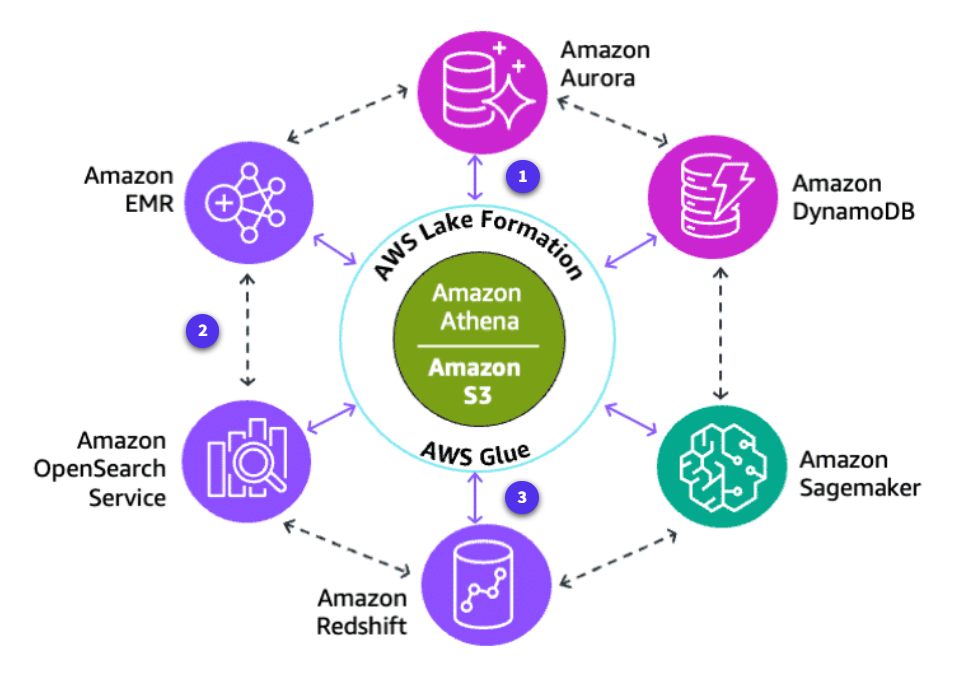 Amazon
Aurora
1
Amazon
EMR
Amazon
DynamoDB
AWS Lake Formation
Amazon
Athena
Amazon
S3
2
AWS Glue
Amazon
OpenSearch
Service
Amazon
Sagemaker
3
Amazon
Redshift